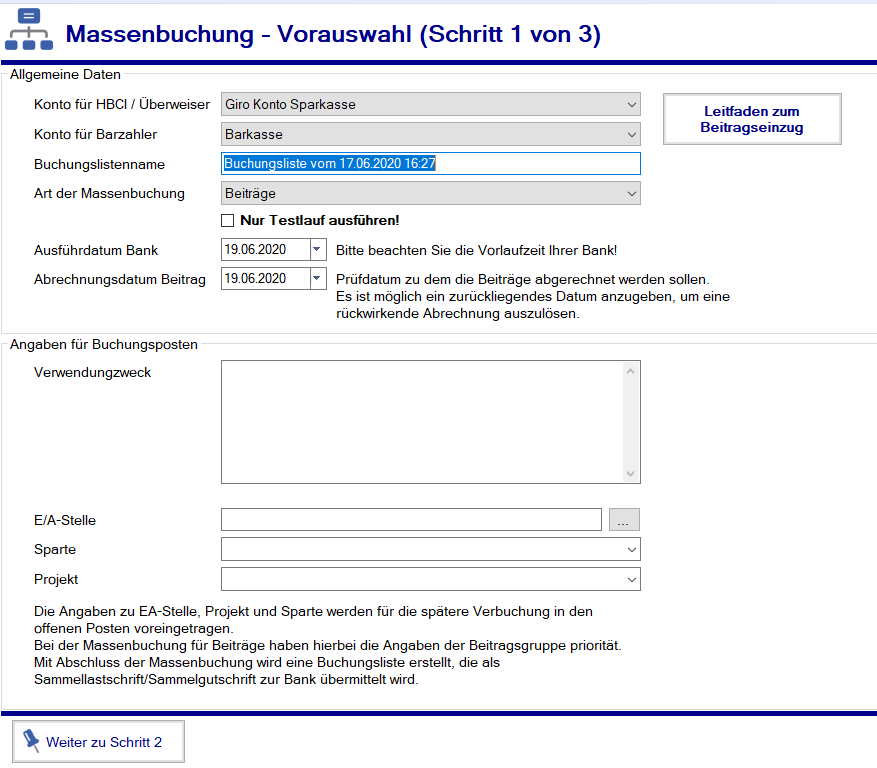 Massenbuchung - Vorauswahl (Schritt 1 von 3)
Allgemeine Daten
Konto für HBCI / Überweiser Giro Konto Sparkasse
Leitfaden zum
Beitragseinzug
Konto für Barzahler Barkasse
Buchungslistenname Buchungsliste vom 17.06.2020 16:27
Art der Massenbuchung Beiträge
Nur Testlauf ausführen!
Ausführdatum Bank 19.06.2020 Bitte beachten Sie die Vorlaufzeit Ihrer Bank!
Abrechnungsdatum Beitrag 19.06.2020 Prüfdatum zu dem die Beiträge abgerechnet werden sollen.
Es ist möglich ein zurückliegendes Datum anzugeben, um eine
rückwirkende Abrechnung auszulösen.
Angaben für Buchungsposten
Verwendungzweck
E/A-Stelle ...
Sparte
Projekt
Die Angaben zu EA-Stelle, Projekt und Sparte werden für die spätere Verbuchung in den
offenen Posten voreingetragen.
Bei der Massenbuchung für Beiträge haben hierbei die Angaben der Beitragsgruppe priorität.
Mit Abschluss der Massenbuchung wird eine Buchungsliste erstellt, die als
Sammellastschrift/Sammelgutschrift zur Bank übermittelt wird.
Weiter zu Schritt 2